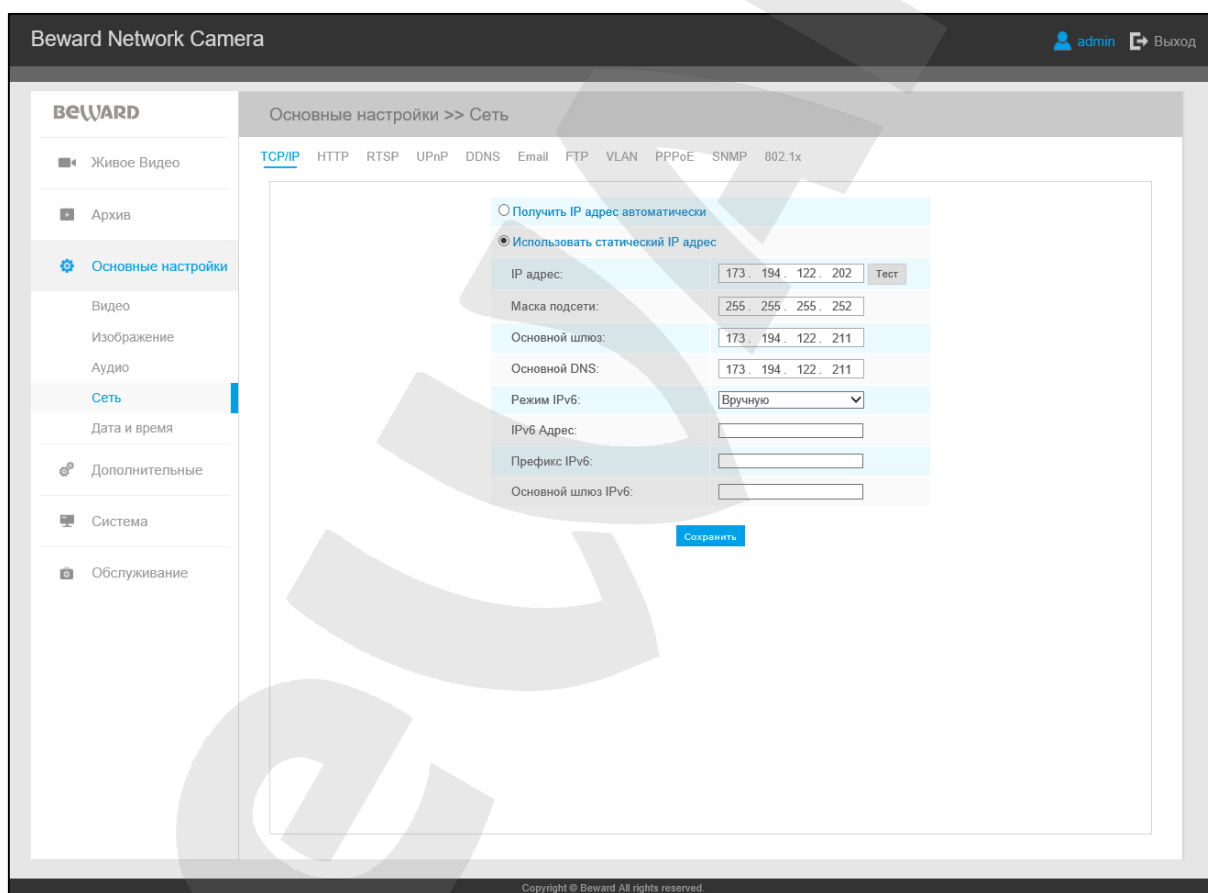 Beward Network Camera
admin Выход
BEWARD
Основные настройки >> Сеть
TCP/IP HTTP RTSP UPnP DDNS Email FTP VLAN PPPoE SNMP 802.1x
Живое Видео
Архив
Основные настройки
Видео
Изображение
Аудио
Сеть
Дата и время
Дополнительные
Система
Обслуживание
Получить IP адрес автоматически
Использовать статический IP адрес
IP адрес: 173. 194. 122. 202 Тест
Маска подсети: 255. 255. 255. 252
Основной шлюз: 173. 194. 122. 211
Основной DNS: 173. 194. 122. 211
Режим IPv6: Вручную
IPv6 Адрес:
Префикс IPv6:
Основной шлюз IPv6:
Сохранить
Copyright © Beward All rights reserved.